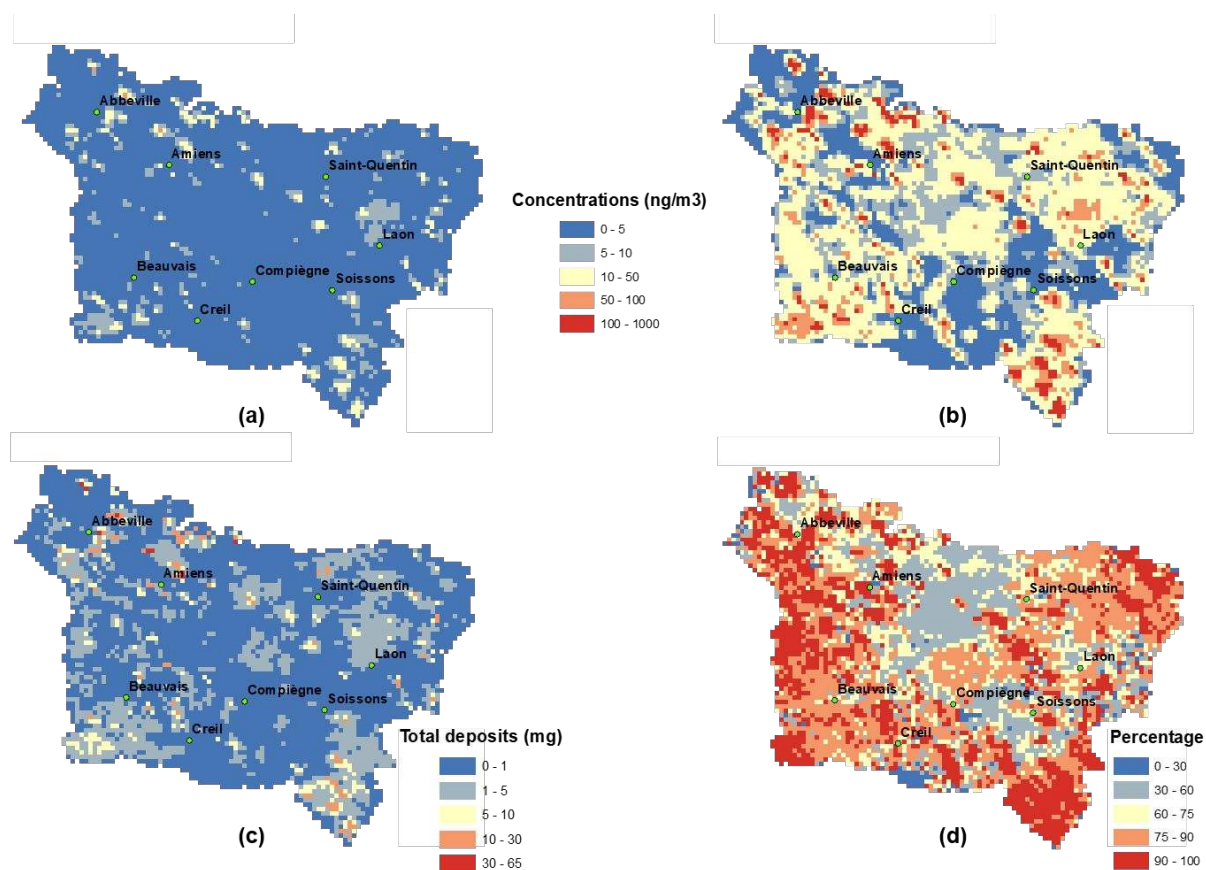 Abbeville
Amiens
Saint-Quentin
Laon
Beauvais
Compiègne
Soissons
Creil
(a)
Concentrations (ng/m3)
0 - 5
5 - 10
10 - 50
50 - 100
100 - 1000
Abbeville
Amiens
Saint-Quentin
Laon
Beauvais
Compiègne
Soissons
Creil
(b)
Abbeville
Amiens
Saint-Quentin
Laon
Beauvais
Compiègne
Soissons
Creil
(c)
Total deposits (mg)
0 - 1
1 - 5
5 - 10
10 - 30
30 - 65
Abbeville
Amiens
Saint-Quentin
Laon
Beauvais
Compiègne
Soissons
Creil
(d)
Percentage
0 - 30
30 - 60
60 - 75
75 - 90
90 - 100